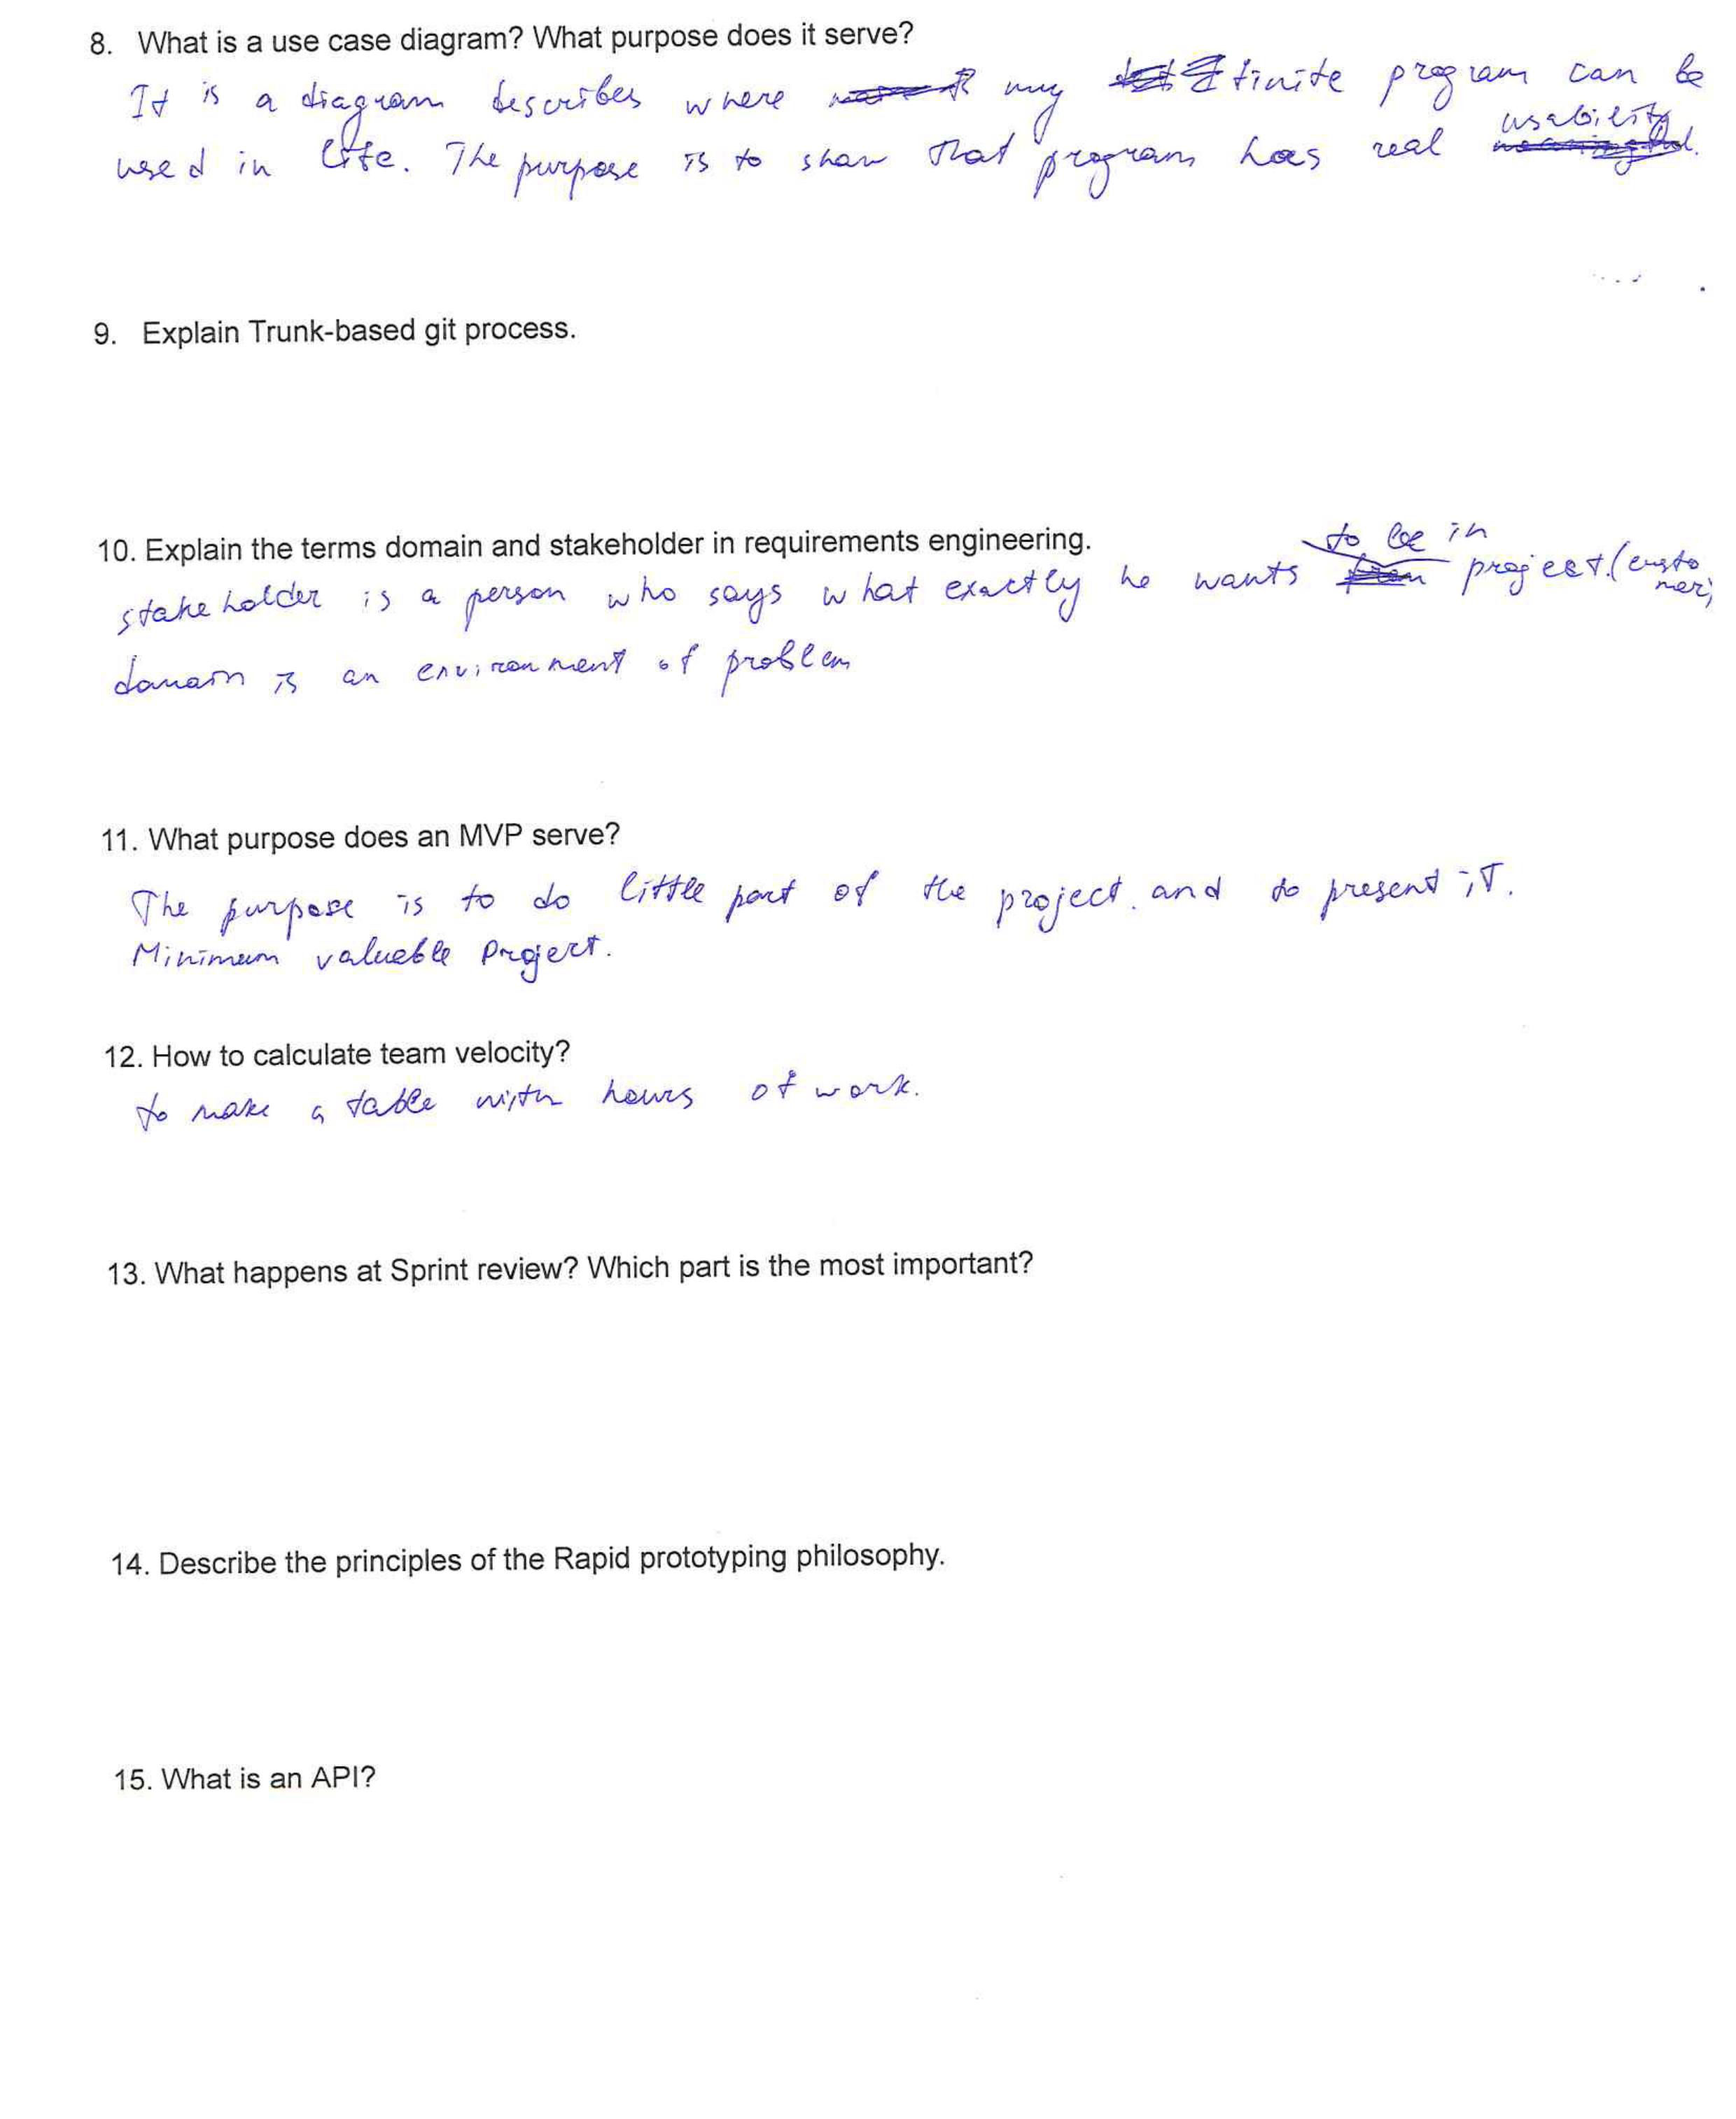 8. What is a use case diagram? What purpose does it serve?
It is a diagram describes where my finite program can be
used in life. The purpose is to show that program has real usability.
9. Explain Trunk-based git process.
10. Explain the terms domain and stakeholder in requirements engineering.
stakeholder is a person who says what exactly he wants to be in project. (customer)
domain is an environment of problem
11. What purpose does an MVP serve?
The purpose is to do little part of the project. and to present it.
Minimum valueble Project.
12. How to calculate team velocity?
to make a table with hours of work.
13. What happens at Sprint review? Which part is the most important?
14. Describe the principles of the Rapid prototyping philosophy.
15. What is an API?